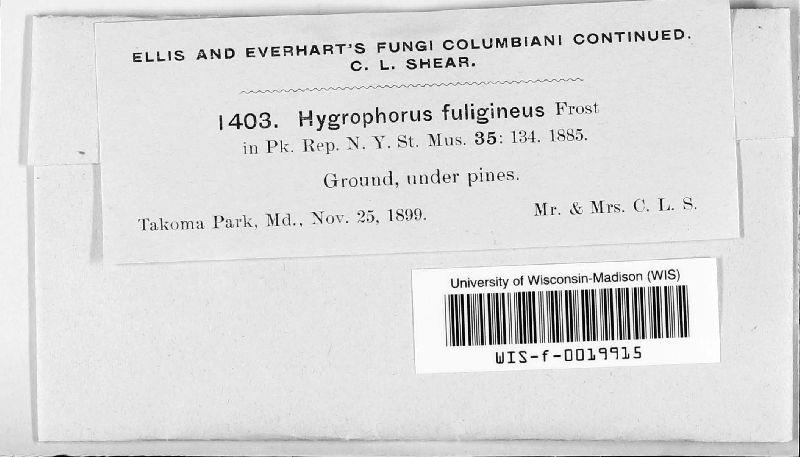 ELLIS AND EVERHART'S FUNGI COLUMBIANI CONTINUED.
C. L. SHEAR.
1403. Hygrophorus fuligineus Frost
in Pk. Rep. N. Y. St. Mus. 35: 134. 1885.
Ground, under pines.
Takoma Park, Md., Nov. 25, 1899. Mr. & Mrs. C. L. S.
University of Wisconsin-Madison (WIS)
WIS-f-0019915